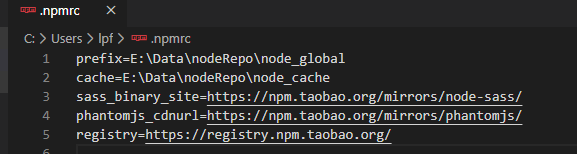 .npmrc
C: > Users > lpf > .npmrc
1 prefix=E:\Data\nodeRepo\node_global
2 cache=E:\Data\nodeRepo\node_cache
3 sass_binary_site=https://npm.taobao.org/mirrors/node-sass/
4 phantomjs_cdnurl=https://npm.taobao.org/mirrors/phantomjs/
5 registry=https://registry.npm.taobao.org/
6